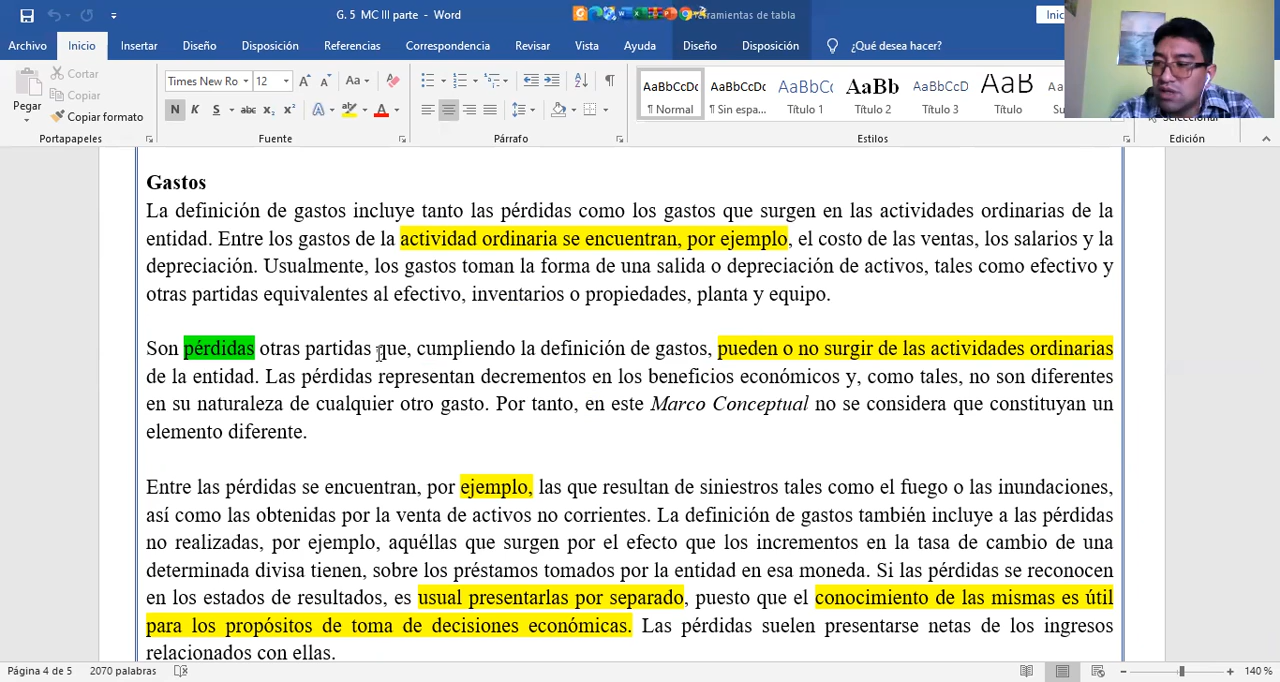 G. 5 MC III parte - Word
erramientas de tabla
Inic
Archivo Inicio Insertar Diseño Disposición Referencias Correspondencia Revisar Vista Ayuda Diseño Disposición ¿Qué desea hacer?
Pegar
Cortar
Copiar
Copiar formato
Portapapeles
Times New Ro 12
Aa
N K S abc x₂ x²
A A
Fuente
Párrafo
AaBbCcDc AaBbCcDc AaBbCc AaBb AaBbCcD AaB AaBbCc
¶ Normal ¶ Sin espa... Título 1 Título 2 Título 3 Título Su
Estilos
Seleccionar
Edición
Gastos
La definición de gastos incluye tanto las pérdidas como los gastos que surgen en las actividades ordinarias de la
entidad. Entre los gastos de la actividad ordinaria se encuentran, por ejemplo, el costo de las ventas, los salarios y la
depreciación. Usualmente, los gastos toman la forma de una salida o depreciación de activos, tales como efectivo y
otras partidas equivalentes al efectivo, inventarios o propiedades, planta y equipo.
Son pérdidas otras partidas que, cumpliendo la definición de gastos, pueden o no surgir de las actividades ordinarias
de la entidad. Las pérdidas representan decrementos en los beneficios económicos y, como tales, no son diferentes
en su naturaleza de cualquier otro gasto. Por tanto, en este Marco Conceptual no se considera que constituyan un
elemento diferente.
Entre las pérdidas se encuentran, por ejemplo, las que resultan de siniestros tales como el fuego o las inundaciones,
así como las obtenidas por la venta de activos no corrientes. La definición de gastos también incluye a las pérdidas
no realizadas, por ejemplo, aquéllas que surgen por el efecto que los incrementos en la tasa de cambio de una
determinada divisa tienen, sobre los préstamos tomados por la entidad en esa moneda. Si las pérdidas se reconocen
en los estados de resultados, es usual presentarlas por separado, puesto que el conocimiento de las mismas es útil
para los propósitos de toma de decisiones económicas. Las pérdidas suelen presentarse netas de los ingresos
relacionados con ellas.
Página 4 de 5 2070 palabras 140 %